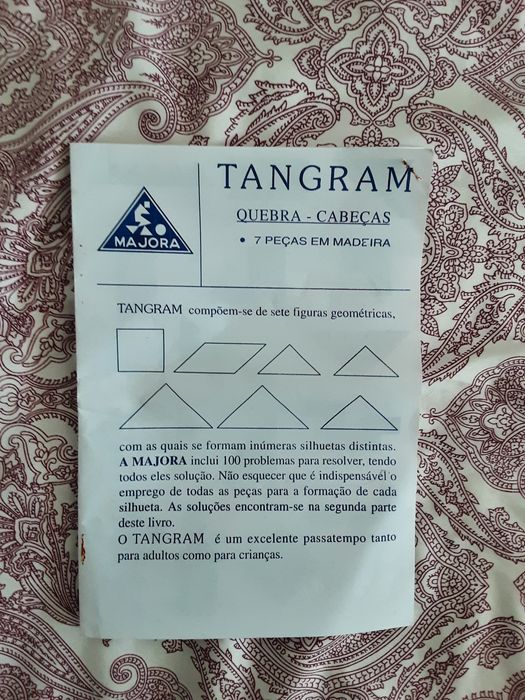 TANGRAM
QUEBRA - CABEÇAS
• 7 PEÇAS EM MADEIRA
MAJORA
TANGRAM compõem-se de sete figuras geométricas,
com as quais se formam inúmeras silhuetas distintas.
A MAJORA inclui 100 problemas para resolver, tendo
todos eles solução. Não esquecer que é indispensável o
emprego de todas as peças para a formação de cada
silhueta. As soluções encontram-se na segunda parte
deste livro.
O TANGRAM é um excelente passatempo tanto
para adultos como para crianças.